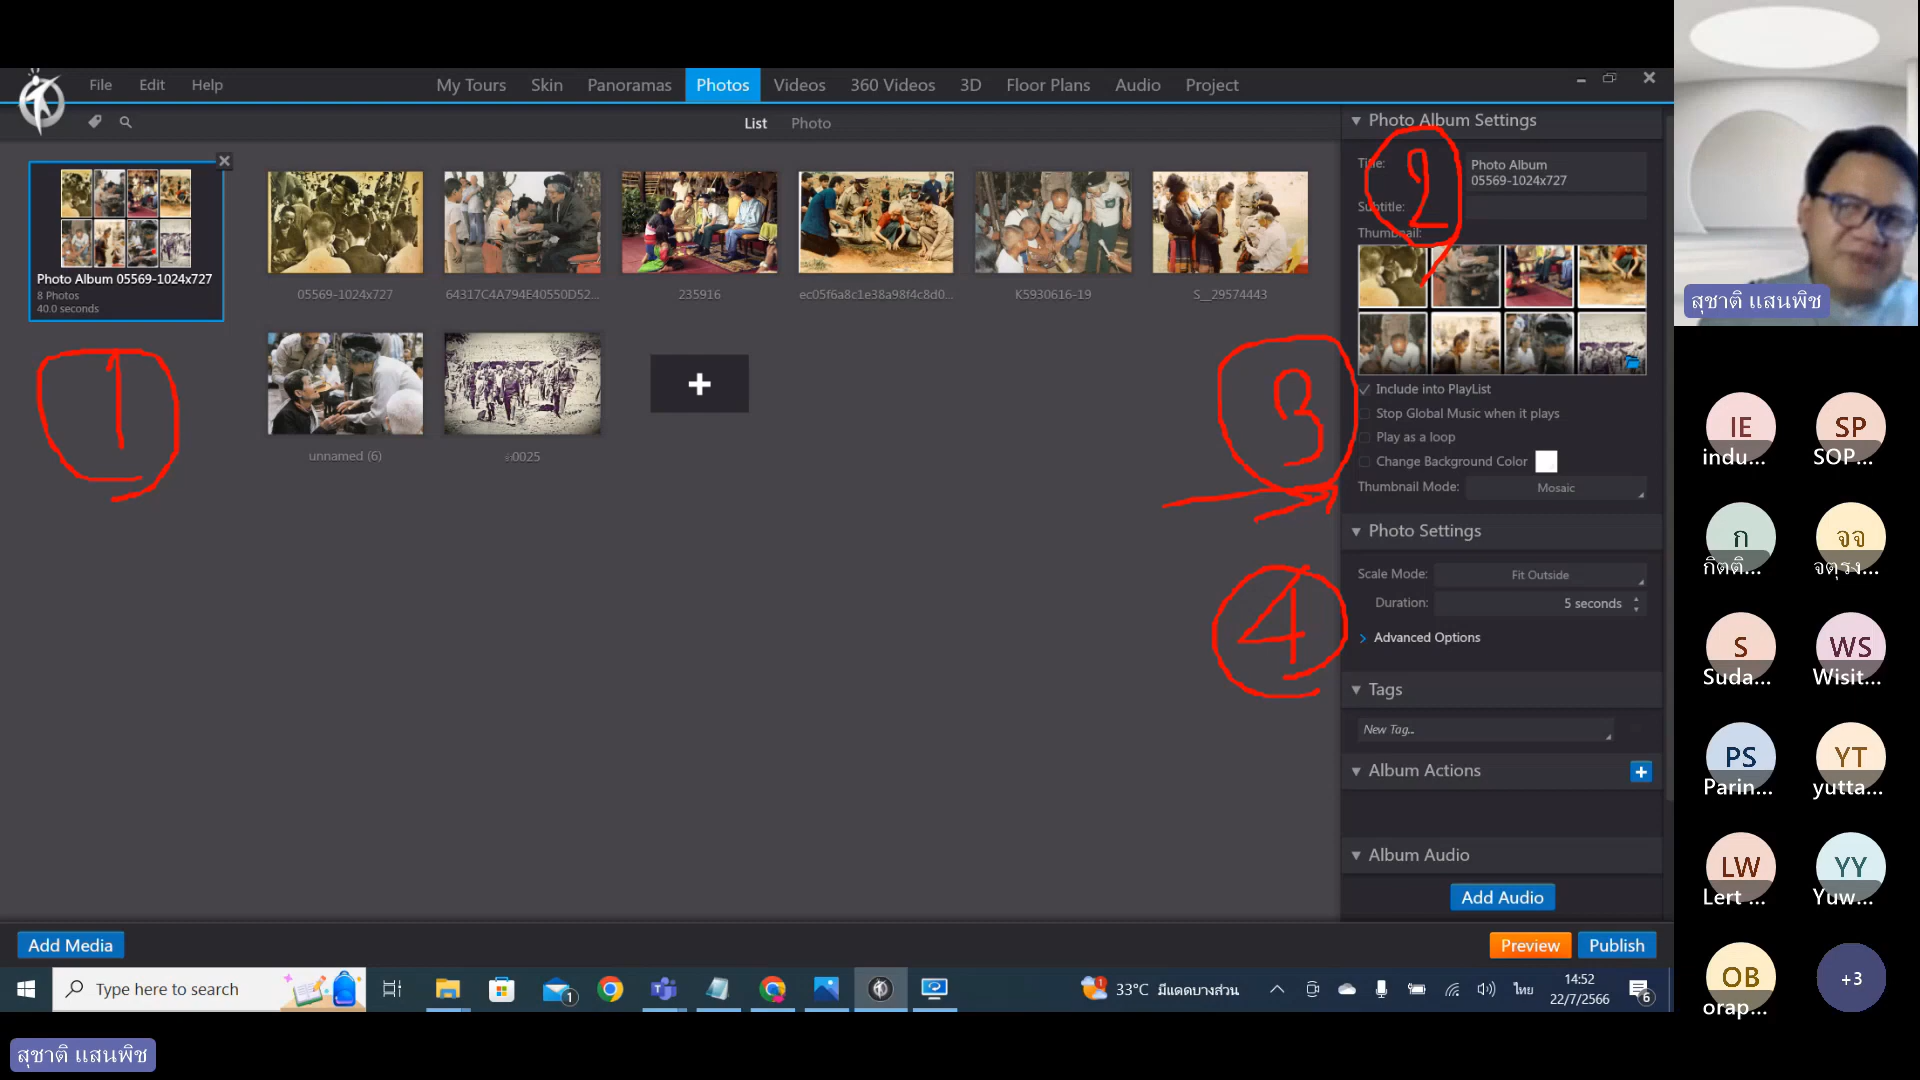 File Edit Help
My Tours Skin Panoramas Photos Videos 360 Videos 3D Floor Plans Audio Project
List Photo
Photo Album 05569-1024x727
8 Photos
40.0 seconds
05569-1024x727
64317C4A794E40550D52...
235916
ec05f6a8c1e38a98f4c8d0...
K5930616-19
S__29574443
unnamed (6)
1
2
3
4
Photo Album Settings
Title:
Photo Album
05569-1024x727
Subtitle:
Thumbnail:
Include into PlayList
Stop Global Music when it plays
Play as a loop
Change Background Color
Thumbnail Mode: Mosaic
Photo Settings
Scale Mode: Fit Outside
Duration: 5 seconds
Advanced Options
Tags
New Tag...
Album Actions
Album Audio
Add Audio
Add Media
Preview Publish
Type here to search
1
1
33°C มีแดดบางส่วน
ไทย
14:52
22/7/2566
6
สุชาติ แสนพิช
สุชาติ แสนพิช
IE
indu...
SP
SOP...
ก
กิตติ...
จจ
จตุรง...
S
Suda...
WS
Wisit...
PS
Parin...
YT
yutta...
LW
Lert ...
YY
Yuw...
OB
orap...
+3